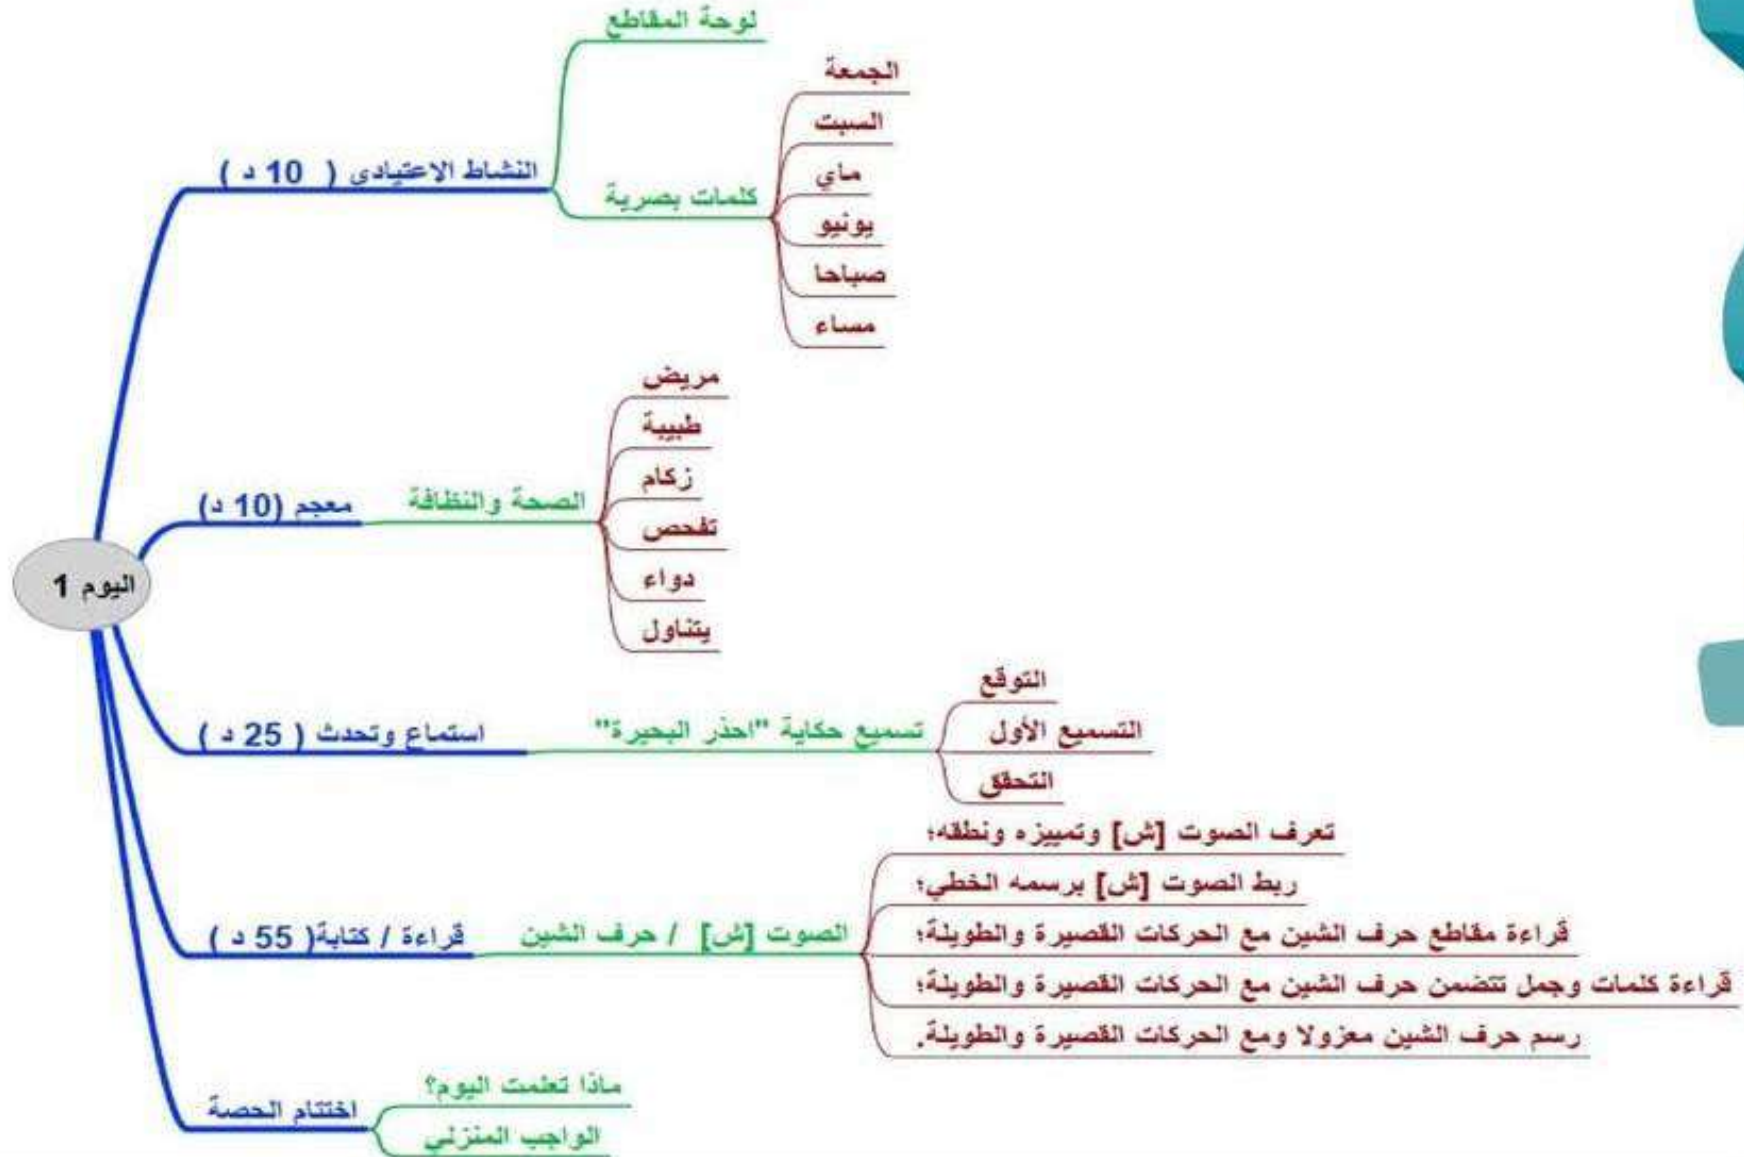 اليوم 1
النشاط الاعتيادي ( 10 د )
لوحة المقاطع
كلمات بصرية
الجمعة
السبت
ماي
يونيو
صباحا
مساء
معجم (10 د)
الصحة والنظافة
مريض
طبيبة
زكام
تفحص
دواء
يتناول
استماع وتحدث ( 25 د )
تسميع حكاية "احذر البحيرة"
التوقع
التسميع الأول
التحقق
قراءة / كتابة( 55 د )
الصوت [ش] / حرف الشين
تعرف الصوت [ش] وتمييزه ونطقه؛
ربط الصوت [ش] برسمه الخطي؛
قراءة مقاطع حرف الشين مع الحركات القصيرة والطويلة؛
قراءة كلمات وجمل تتضمن حرف الشين مع الحركات القصيرة والطويلة؛
رسم حرف الشين معزولا ومع الحركات القصيرة والطويلة.
اختتام الحصة
ماذا تعلمت اليوم؟
الواجب المنزلي